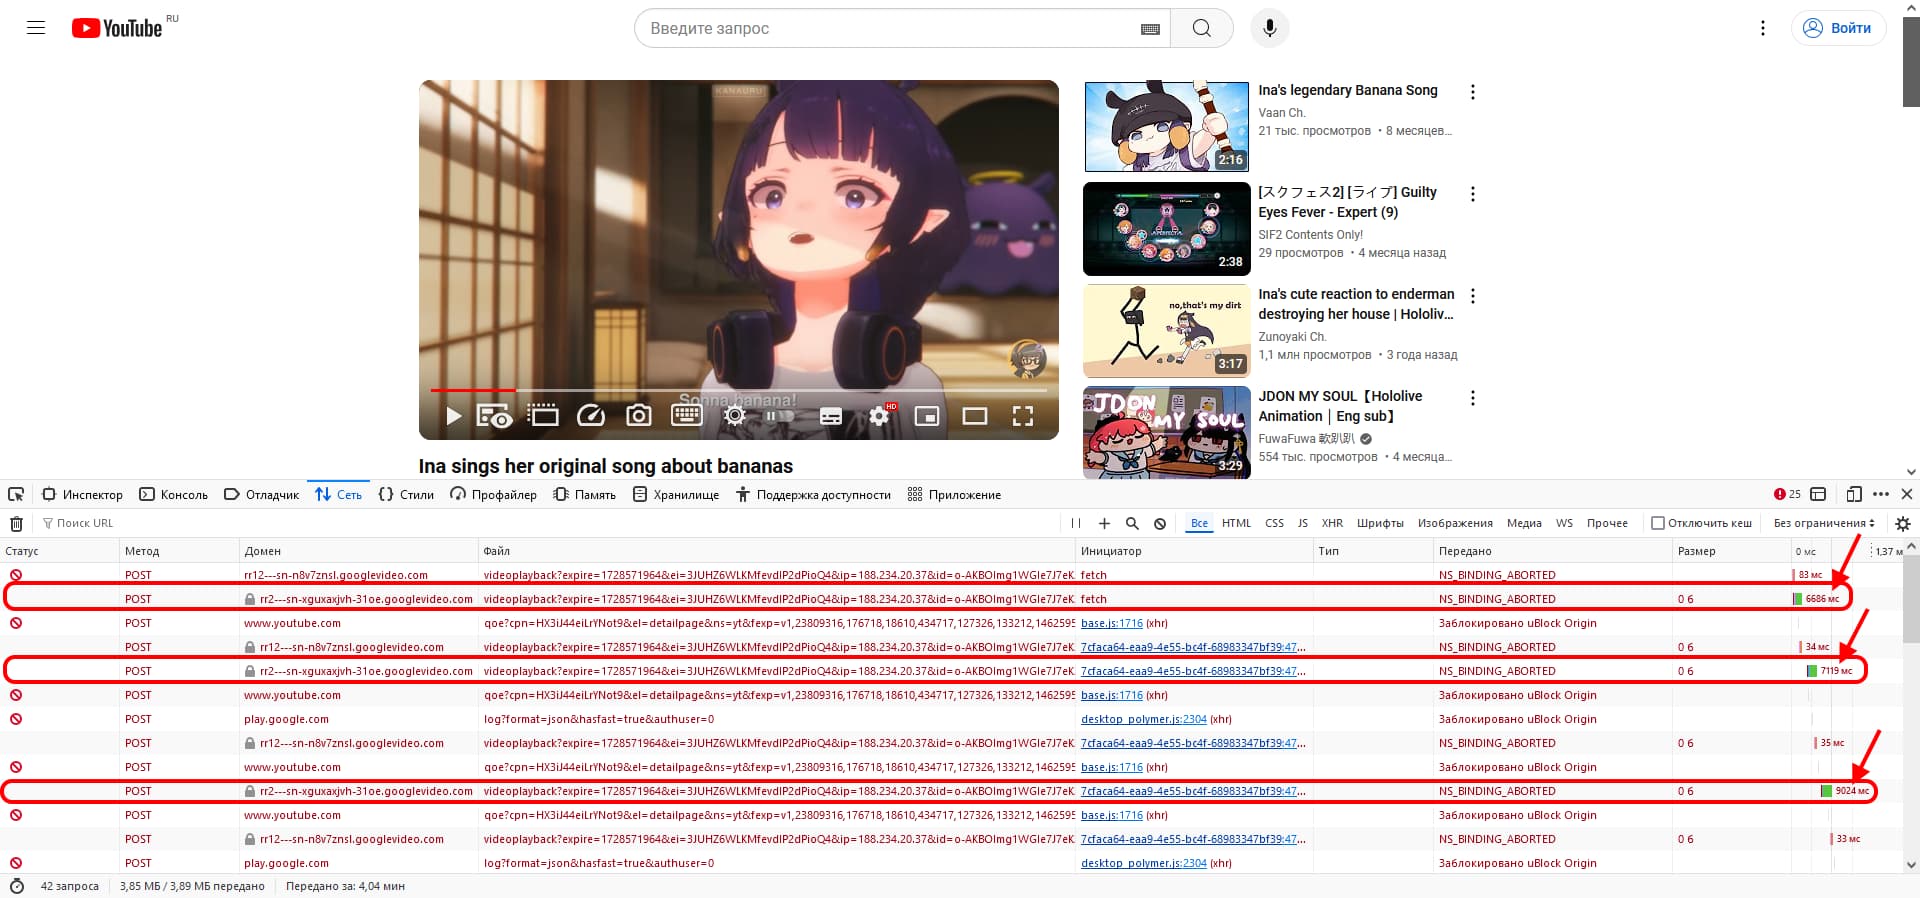 YouTube RU
Введите запрос
Войти
KANAURU
Sonna banana!
HD
Ina sings her original song about bananas
2:16
Ina's legendary Banana Song
Vaan Ch.
21 тыс. просмотров • 8 месяцев…
2:38
[スクフェス2] [ライブ] Guilty
Eyes Fever - Expert (9)
SIF2 Contents Only!
29 просмотров • 4 месяца назад
no,that's my dirt
3:17
Ina's cute reaction to enderman
destroying her house | Hololiv…
Zunoyaki Ch.
1,1 млн просмотров • 3 года назад
JDON MY SOUL
3:29
JDON MY SOUL【Hololive
Animation | Eng sub】
FuwaFuwa 軟趴趴
554 тыс. просмотров • 4 месяца…
Инспектор Консоль Отладчик Сеть Стили Профайлер Память Хранилище Поддержка доступности Приложение 25
Поиск URL Все HTML CSS JS XHR Шрифты Изображения Медиа WS Прочее Отключить кеш Без ограничения
Статус Метод Домен Файл Инициатор Тип Передано Размер 0 мс 1,37 м
POST rr12---sn-n8v7znsl.googlevideo.com videoplayback?expire=1728571964&ei=3JUHZ6WLKMfevdIP2dPioQ4&ip=188.234.20.37&id=o-AKBOImg1WGIe7J7eK fetch NS_BINDING_ABORTED 83 мс
POST rr2---sn-xguxaxjvh-31oe.googlevideo.com videoplayback?expire=1728571964&ei=3JUHZ6WLKMfevdIP2dPioQ4&ip=188.234.20.37&id=o-AKBOImg1WGIe7J7eK fetch NS_BINDING_ABORTED 0 б 6686 мс
POST www.youtube.com qoe?cpn=HX3iJ44eiLrYNot9&el=detailpage&ns=yt&fexp=v1,23809316,176718,18610,434717,127326,133212,1462595 base.js:1716 (xhr) Заблокировано uBlock Origin
POST rr12---sn-n8v7znsl.googlevideo.com videoplayback?expire=1728571964&ei=3JUHZ6WLKMfevdIP2dPioQ4&ip=188.234.20.37&id=o-AKBOImg1WGIe7J7eK 7cfaca64-eaa9-4e55-bc4f-68983347bf39:47… NS_BINDING_ABORTED 0 б 34 мс
POST rr2---sn-xguxaxjvh-31oe.googlevideo.com videoplayback?expire=1728571964&ei=3JUHZ6WLKMfevdIP2dPioQ4&ip=188.234.20.37&id=o-AKBOImg1WGIe7J7eK 7cfaca64-eaa9-4e55-bc4f-68983347bf39:47… NS_BINDING_ABORTED 0 б 7119 мс
POST www.youtube.com qoe?cpn=HX3iJ44eiLrYNot9&el=detailpage&ns=yt&fexp=v1,23809316,176718,18610,434717,127326,133212,1462595 base.js:1716 (xhr) Заблокировано uBlock Origin
POST play.google.com log?format=json&hasfast=true&authuser=0 desktop_polymer.js:2304 (xhr) Заблокировано uBlock Origin
POST rr12---sn-n8v7znsl.googlevideo.com videoplayback?expire=1728571964&ei=3JUHZ6WLKMfevdIP2dPioQ4&ip=188.234.20.37&id=o-AKBOImg1WGIe7J7eK 7cfaca64-eaa9-4e55-bc4f-68983347bf39:47… NS_BINDING_ABORTED 0 б 35 мс
POST www.youtube.com qoe?cpn=HX3iJ44eiLrYNot9&el=detailpage&ns=yt&fexp=v1,23809316,176718,18610,434717,127326,133212,1462595 base.js:1716 (xhr) Заблокировано uBlock Origin
POST rr2---sn-xguxaxjvh-31oe.googlevideo.com videoplayback?expire=1728571964&ei=3JUHZ6WLKMfevdIP2dPioQ4&ip=188.234.20.37&id=o-AKBOImg1WGIe7J7eK 7cfaca64-eaa9-4e55-bc4f-68983347bf39:47… NS_BINDING_ABORTED 0 б 9024 мс
POST www.youtube.com qoe?cpn=HX3iJ44eiLrYNot9&el=detailpage&ns=yt&fexp=v1,23809316,176718,18610,434717,127326,133212,1462595 base.js:1716 (xhr) Заблокировано uBlock Origin
POST rr12---sn-n8v7znsl.googlevideo.com videoplayback?expire=1728571964&ei=3JUHZ6WLKMfevdIP2dPioQ4&ip=188.234.20.37&id=o-AKBOImg1WGIe7J7eK 7cfaca64-eaa9-4e55-bc4f-68983347bf39:47… NS_BINDING_ABORTED 0 б 33 мс
POST play.google.com log?format=json&hasfast=true&authuser=0 desktop_polymer.js:2304 (xhr) Заблокировано uBlock Origin
42 запроса 3,85 МБ / 3,89 МБ передано Передано за: 4,04 мин